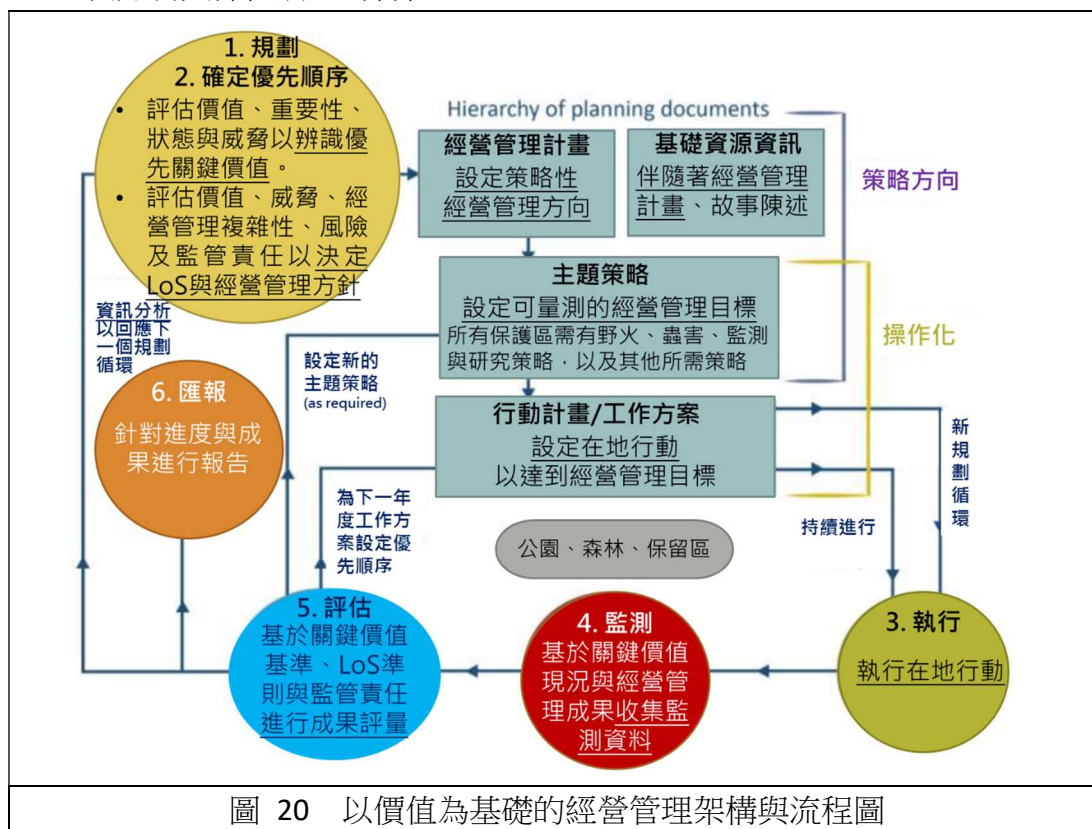 1. 規劃
2. 確定優先順序
• 評估價值、重要性、
狀態與威脅以辨識優
先關鍵價值。
• 評估價值、威脅、經
營管理複雜性、風險
及監管責任以決定
LoS與經營管理方針
Hierarchy of planning documents
經營管理計畫
設定策略性
經營管理方向
基礎資源資訊
伴隨著經營管理
計畫、故事陳述
策略方向
主題策略
設定可量測的經營管理目標
所有保護區需有野火、蟲害、監測
與研究策略，以及其他所需策略
操作化
行動計畫/工作方案
設定在地行動
以達到經營管理目標
資訊分析
以回應下
一個規劃
循環
設定新的
主題策略
(as required)
6. 匯報
針對進度與成
果進行報告
為下一年
度工作方
案設定優
先順序
公園、森林、保留區
持續進行
新規劃循環
5. 評估
基於關鍵價值
基準、LoS準
則與監管責任
進行成果評量
4. 監測
基於關鍵價值
現況與經營管
理成果收集監
測資料
3. 執行
執行在地行動
圖 20 以價值為基礎的經營管理架構與流程圖